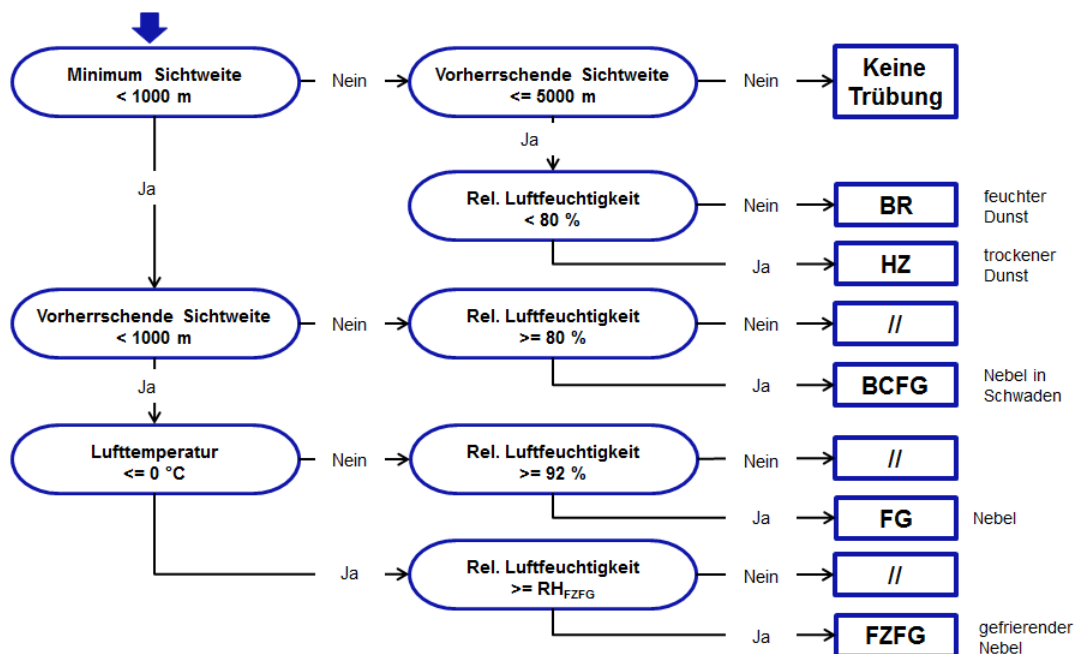 Minimum Sichtweite
< 1000 m
Nein
Vorherrschende Sichtweite
<= 5000 m
Nein
Keine
Trübung
Ja
Ja
Rel. Luftfeuchtigkeit
< 80 %
Nein
BR
feuchter
Dunst
Ja
HZ
trockener
Dunst
Vorherrschende Sichtweite
< 1000 m
Nein
Rel. Luftfeuchtigkeit
>= 80 %
Nein
//
Ja
Ja
BCFG
Nebel in
Schwaden
Lufttemperatur
<= 0 °C
Nein
Rel. Luftfeuchtigkeit
>= 92 %
Nein
//
Ja
FG
Nebel
Ja
Rel. Luftfeuchtigkeit
>= RHFZFG
Nein
//
Ja
FZFG
gefrierender
Nebel